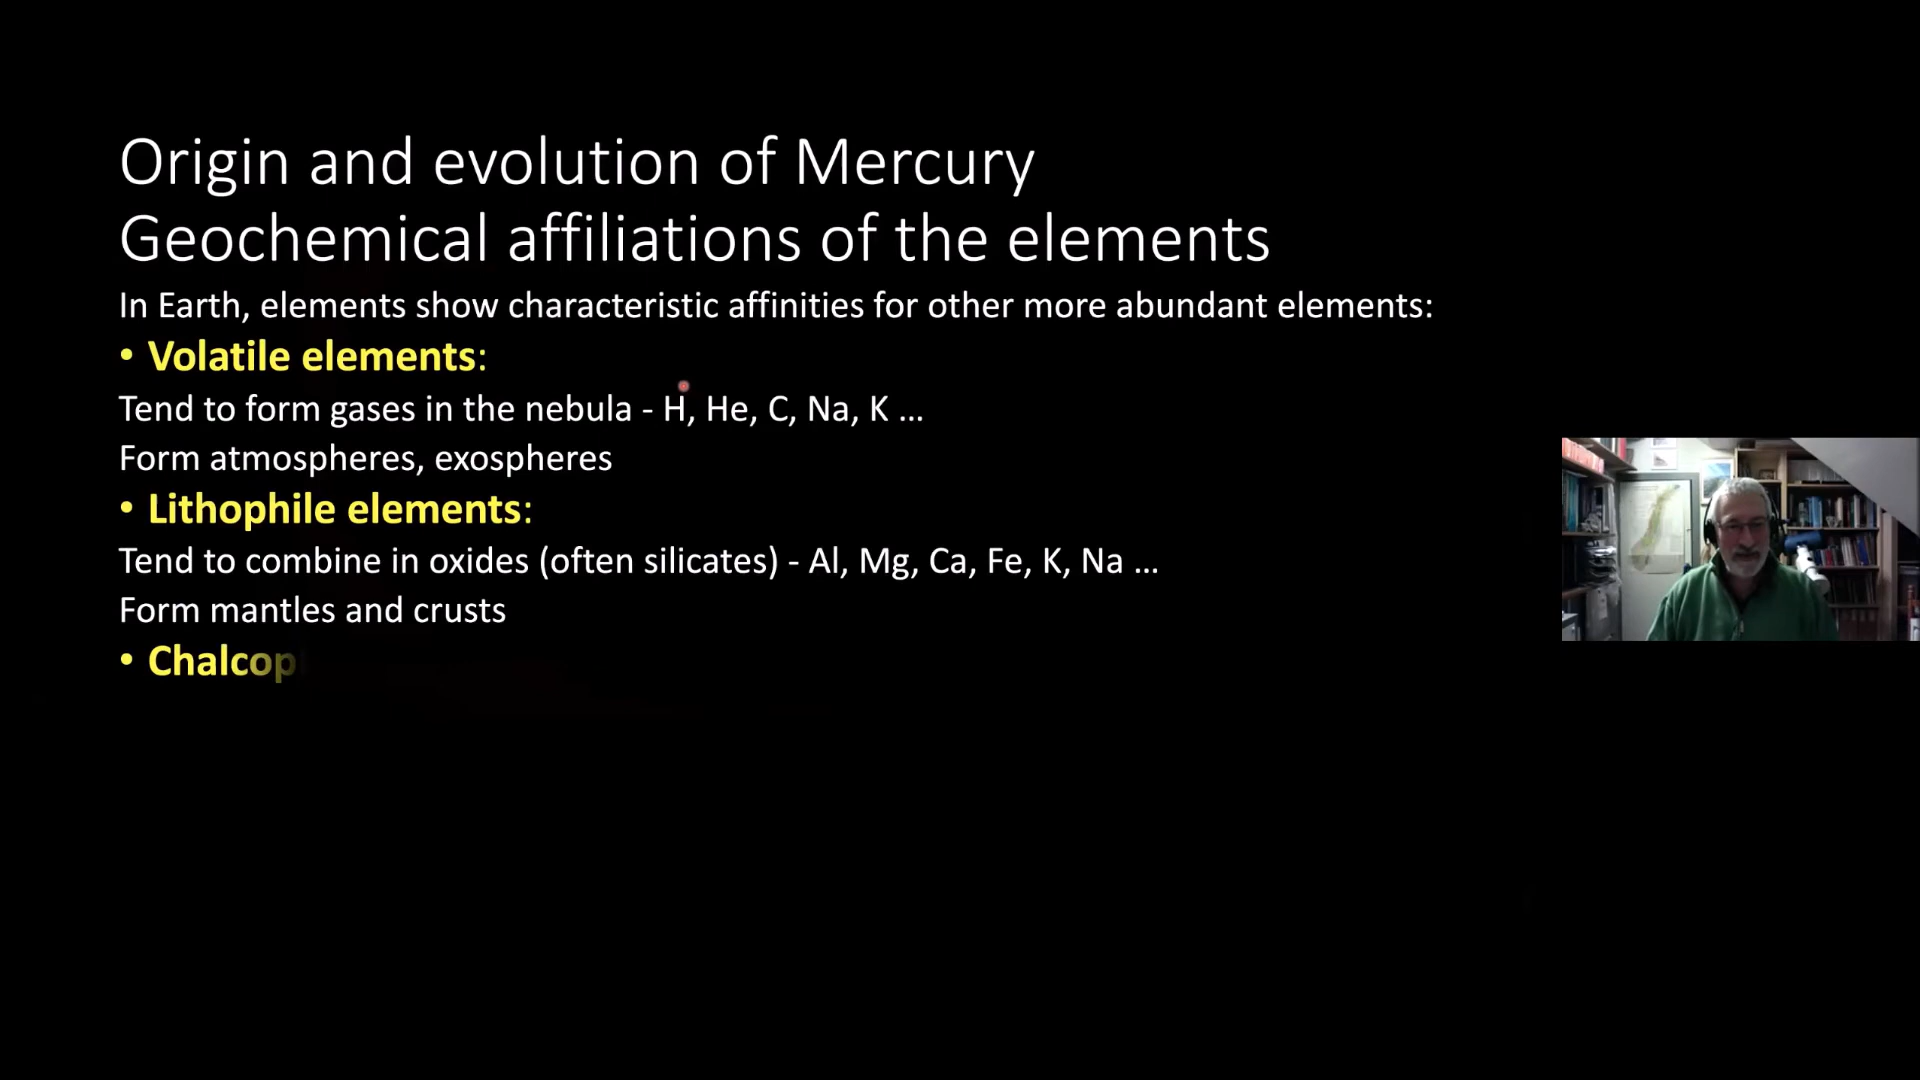 Origin and evolution of Mercury
Geochemical affiliations of the elements
In Earth, elements show characteristic affinities for other more abundant elements:
• Volatile elements:
Tend to form gases in the nebula - H, He, C, Na, K ...
Form atmospheres, exospheres
• Lithophile elements:
Tend to combine in oxides (often silicates) - Al, Mg, Ca, Fe, K, Na ...
Form mantles and crusts
• Chalcop